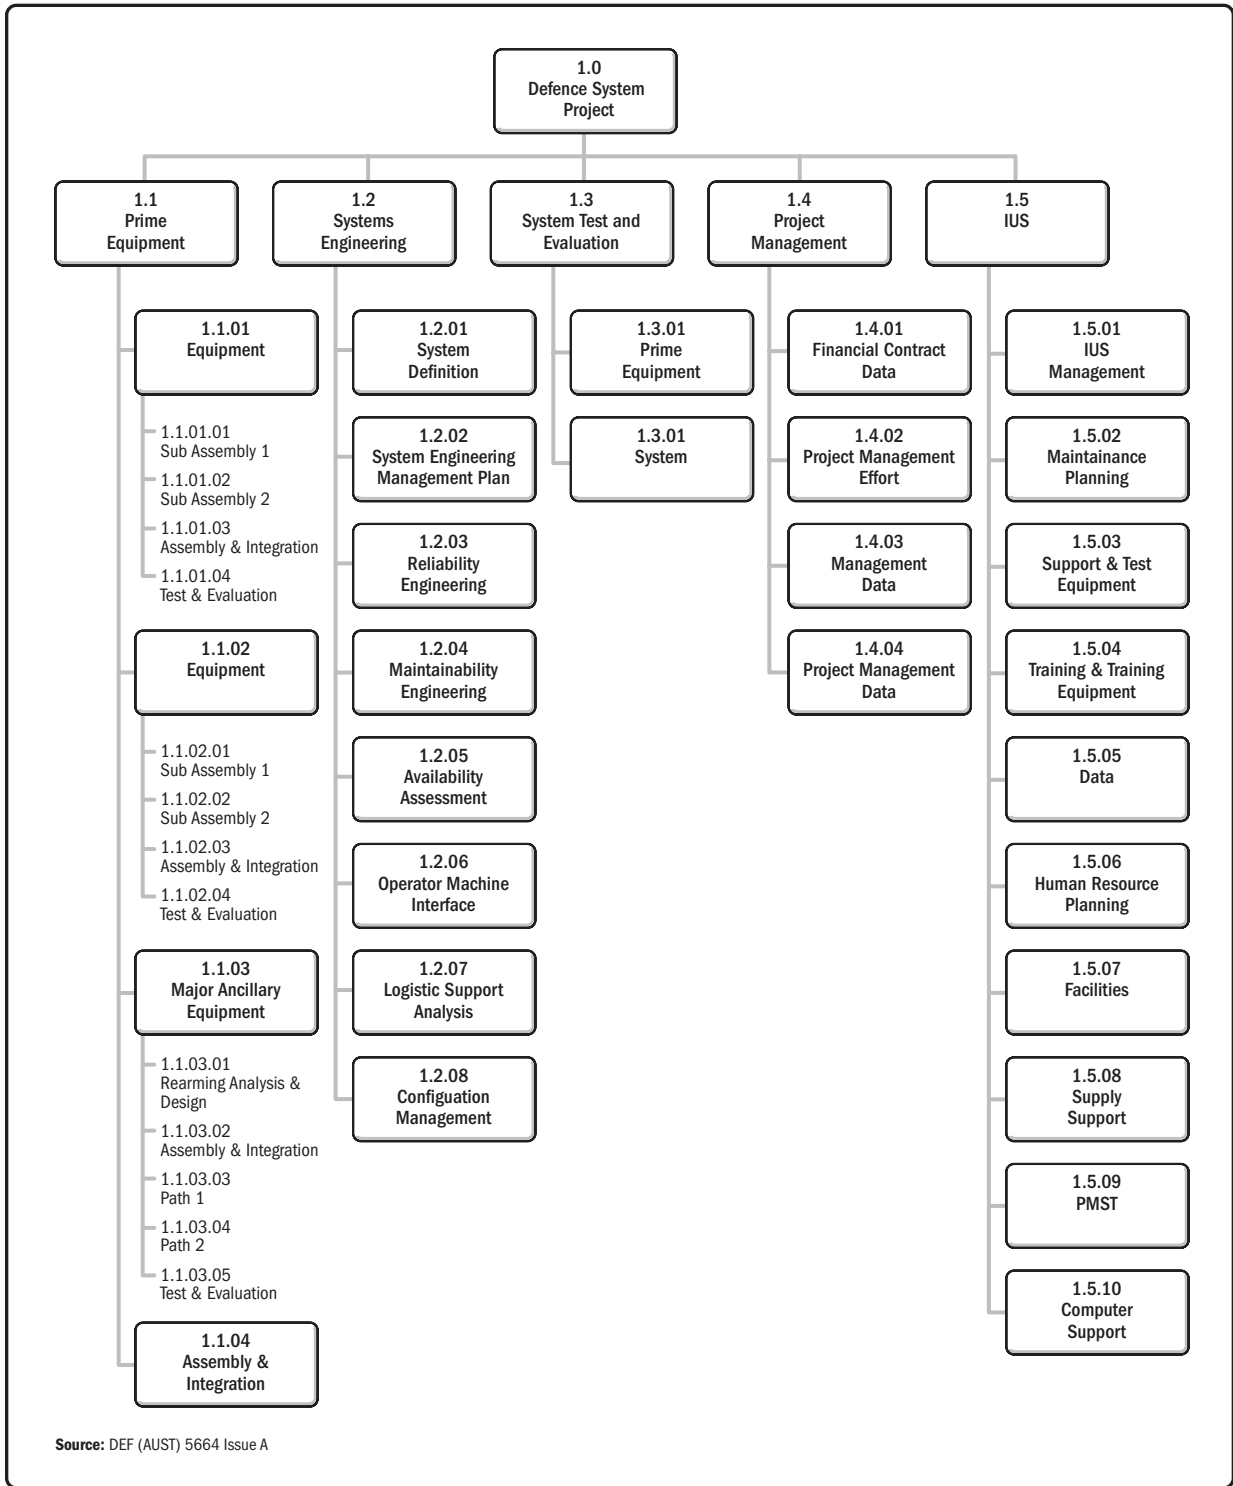 1.0
Defence System
Project
1.1
Prime
Equipment
1.2
Systems
Engineering
1.3
System Test and
Evaluation
1.4
Project
Management
1.5
IUS
1.1.01
Equipment
1.1.01.01
Sub Assembly 1
1.1.01.02
Sub Assembly 2
1.1.01.03
Assembly & Integration
1.1.01.04
Test & Evaluation
1.1.02
Equipment
1.1.02.01
Sub Assembly 1
1.1.02.02
Sub Assembly 2
1.1.02.03
Assembly & Integration
1.1.02.04
Test & Evaluation
1.1.03
Major Ancillary
Equipment
1.1.03.01
Rearming Analysis &
Design
1.1.03.02
Assembly & Integration
1.1.03.03
Path 1
1.1.03.04
Path 2
1.1.03.05
Test & Evaluation
1.1.04
Assembly &
Integration
1.2.01
System
Definition
1.2.02
System Engineering
Management Plan
1.2.03
Reliability
Engineering
1.2.04
Maintainability
Engineering
1.2.05
Availability
Assessment
1.2.06
Operator Machine
Interface
1.2.07
Logistic Support
Analysis
1.2.08
Configuation
Management
1.3.01
Prime
Equipment
1.3.01
System
1.4.01
Financial Contract
Data
1.4.02
Project Management
Effort
1.4.03
Management
Data
1.4.04
Project Management
Data
1.5.01
IUS
Management
1.5.02
Maintainance
Planning
1.5.03
Support & Test
Equipment
1.5.04
Training & Training
Equipment
1.5.05
Data
1.5.06
Human Resource
Planning
1.5.07
Facilities
1.5.08
Supply
Support
1.5.09
PMST
1.5.10
Computer
Support
Source: DEF (AUST) 5664 Issue A